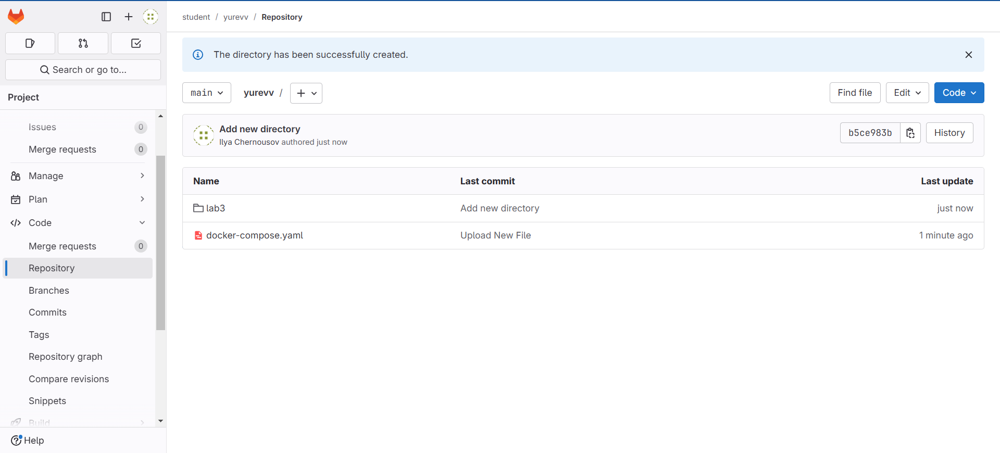 student / yurevv / Repository
Search or go to...
Project
Issues 0
Merge requests 0
Manage
Plan
Code
Merge requests 0
Repository
Branches
Commits
Tags
Repository graph
Compare revisions
Snippets
Build
Help
The directory has been successfully created.
main yurevv / Find file Edit Code
Add new directory
Ilya Chernousov authored just now
b5ce983b History
Name Last commit Last update
lab3 Add new directory just now
docker-compose.yaml Upload New File 1 minute ago